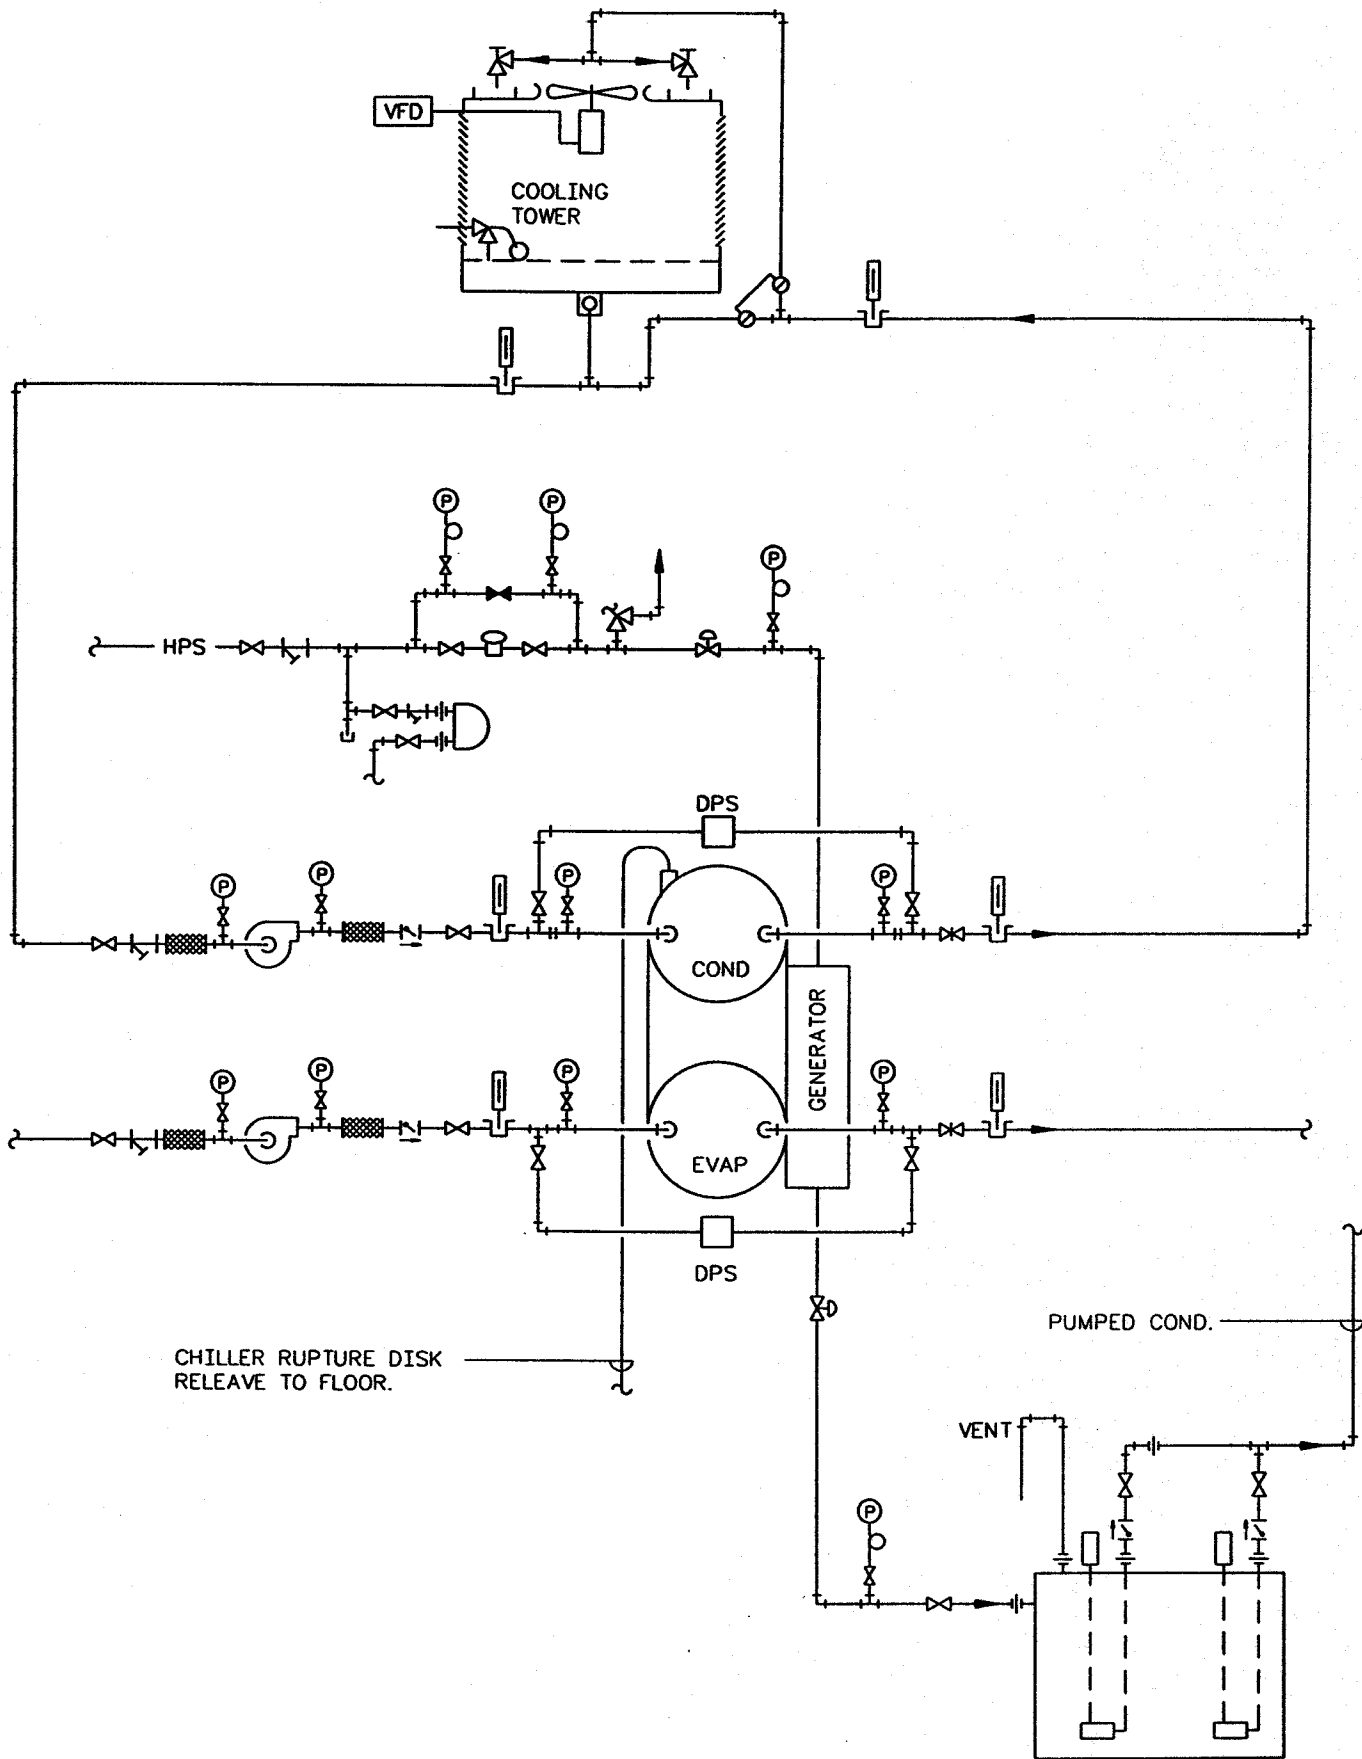 VFD
COOLING
TOWER
P
P
P
HPS
DPS
P
P
P
P
COND
GENERATOR
P
P
P
P
EVAP
DPS
PUMPED COND.
CHILLER RUPTURE DISK
RELEAVE TO FLOOR.
VENT
P